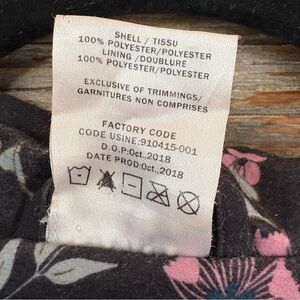 SHELL / TISSU
100% POLYESTER/POLYESTER
LINING /DOUBLURE
100% POLYESTER/POLYESTER
EXCLUSIVE OF TRIMMINGS/
GARNITURES NON COMPRISES
FACTORY CODE
CODE USINE:910415-001
D.O.P:Oct.,2018
DATE PROD:Oct.,2018